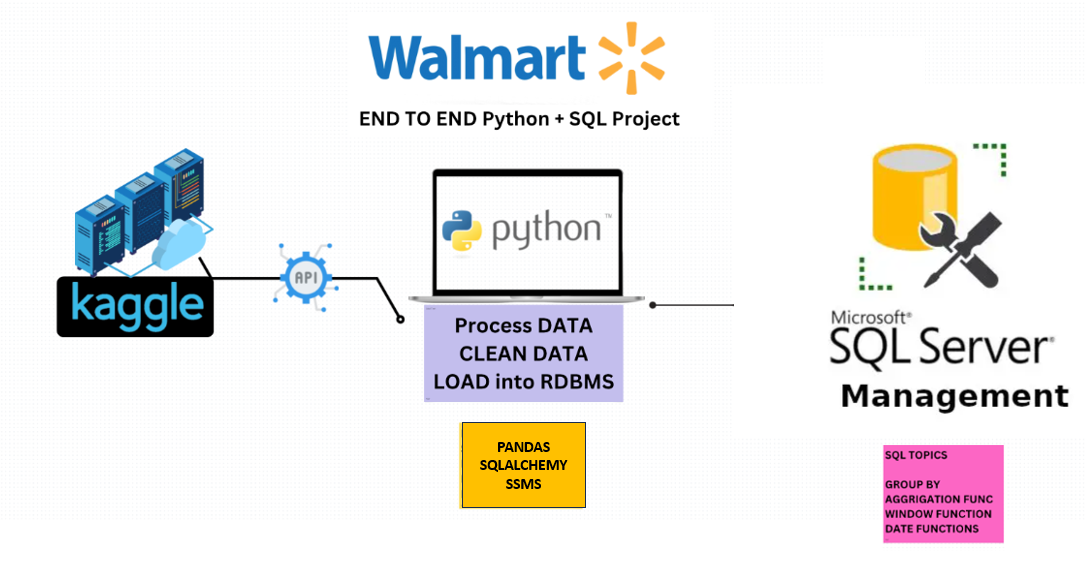 Walmart
END TO END Python + SQL Project
kaggle
API
python™
Process DATA
CLEAN DATA
LOAD into RDBMS
PANDAS
SQLALCHEMY
SSMS
Microsoft®
SQL Server®
Management
SQL TOPICS
GROUP BY
AGGRIGATION FUNC
WINDOW FUNCTION
DATE FUNCTIONS